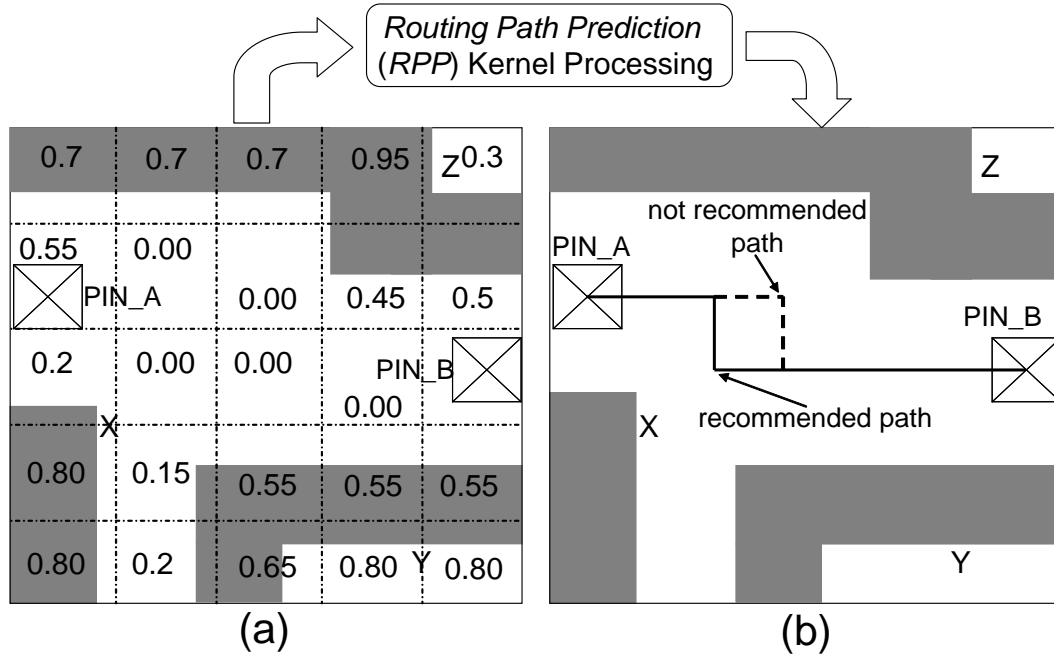 Routing Path Prediction
(RPP) Kernel Processing
0.7 0.7 0.7 0.95 Z 0.3
0.55 0.00
PIN_A 0.00 0.45 0.5
0.2 0.00 0.00 PIN_B
0.00
X
0.80 0.15 0.55 0.55 0.55
0.80 0.2 0.65 0.80 Y 0.80
(a)
Z
not recommended
path
PIN_A
PIN_B
recommended path
X
Y
(b)